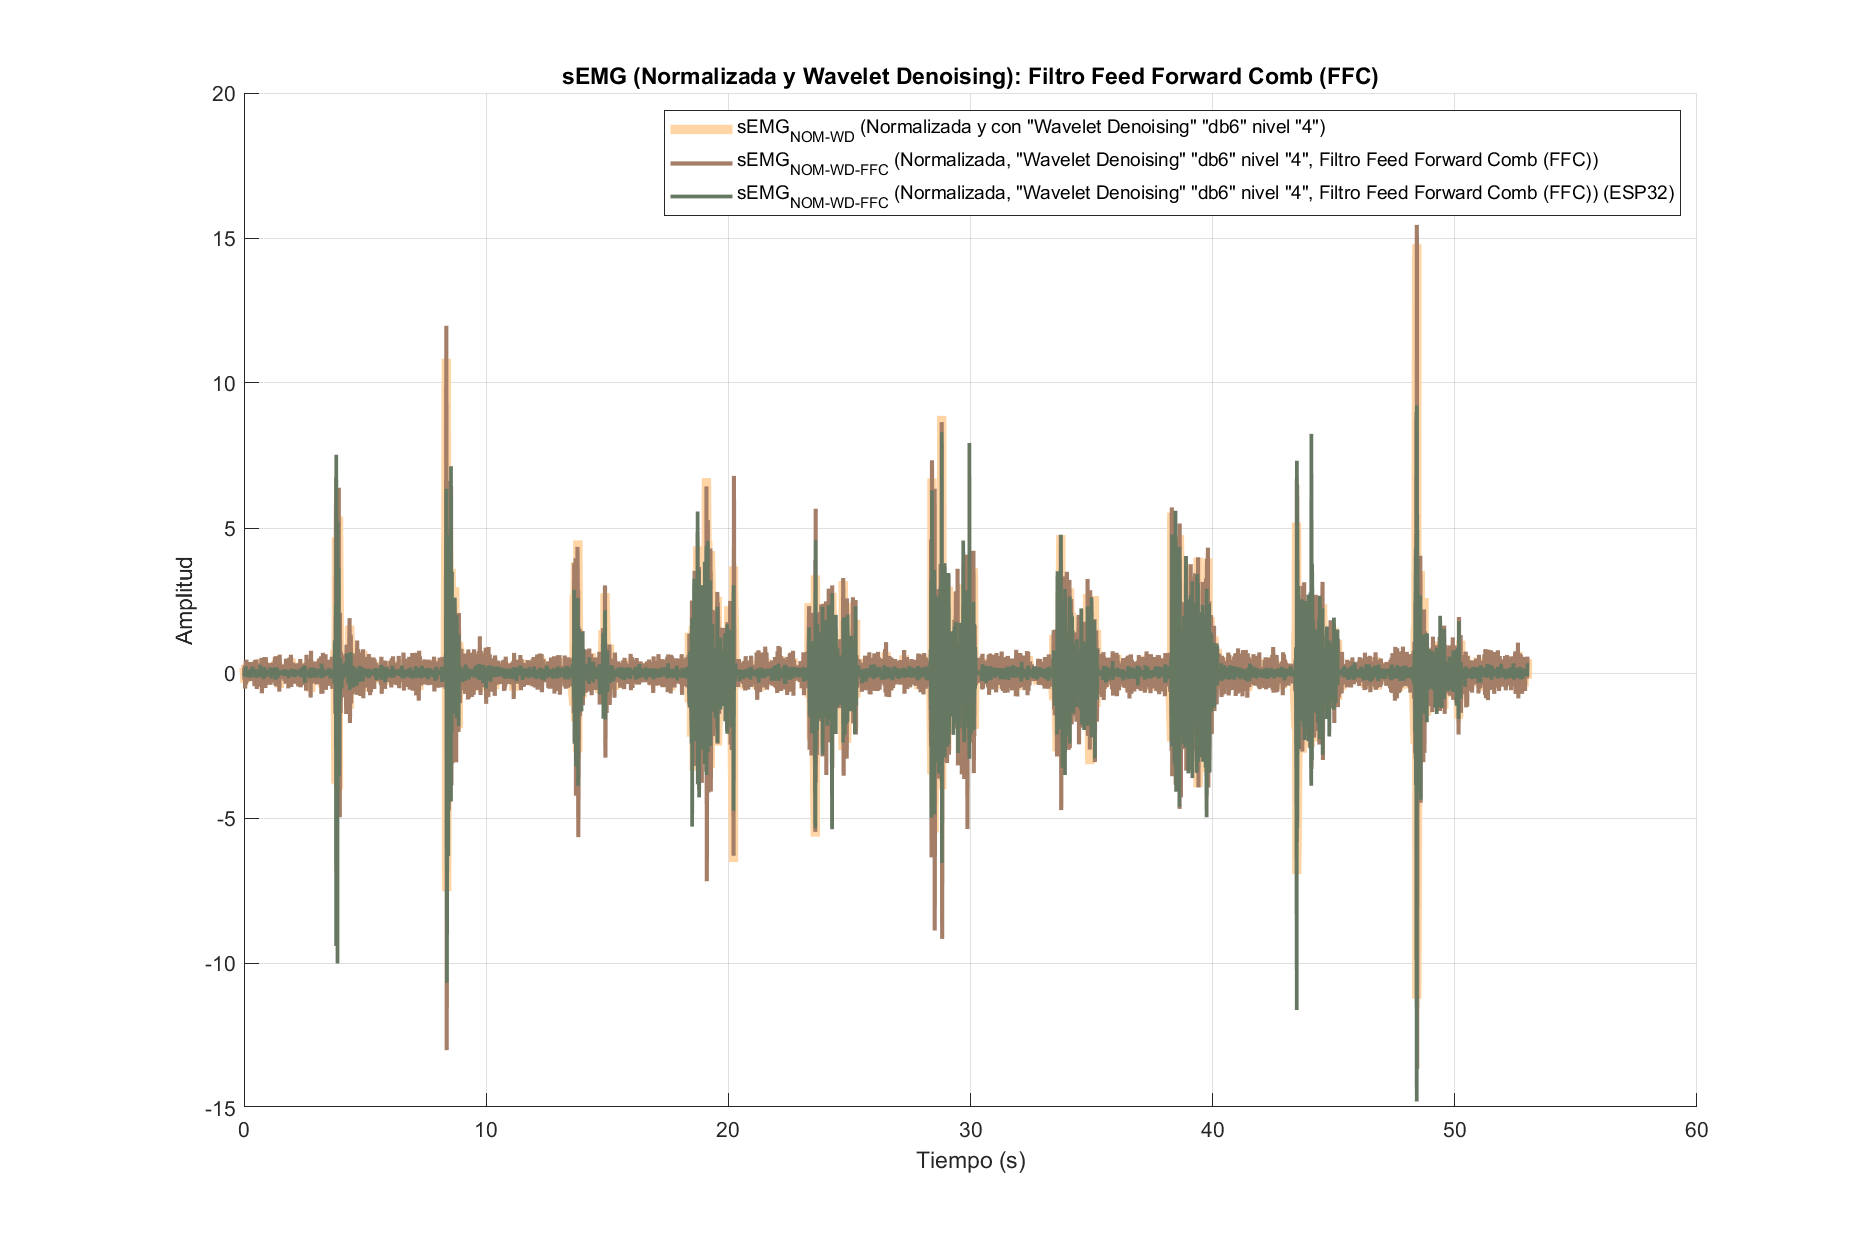 sEMG (Normalizada y Wavelet Denoising): Filtro Feed Forward Comb (FFC)
sEMG_NOM-WD (Normalizada y con "Wavelet Denoising" "db6" nivel "4")
sEMG_NOM-WD-FFC (Normalizada, "Wavelet Denoising" "db6" nivel "4", Filtro Feed Forward Comb (FFC))
sEMG_NOM-WD-FFC (Normalizada, "Wavelet Denoising" "db6" nivel "4", Filtro Feed Forward Comb (FFC)) (ESP32)
20
15
10
5
0
-5
-10
-15
Amplitud
0 10 20 30 40 50 60
Tiempo (s)